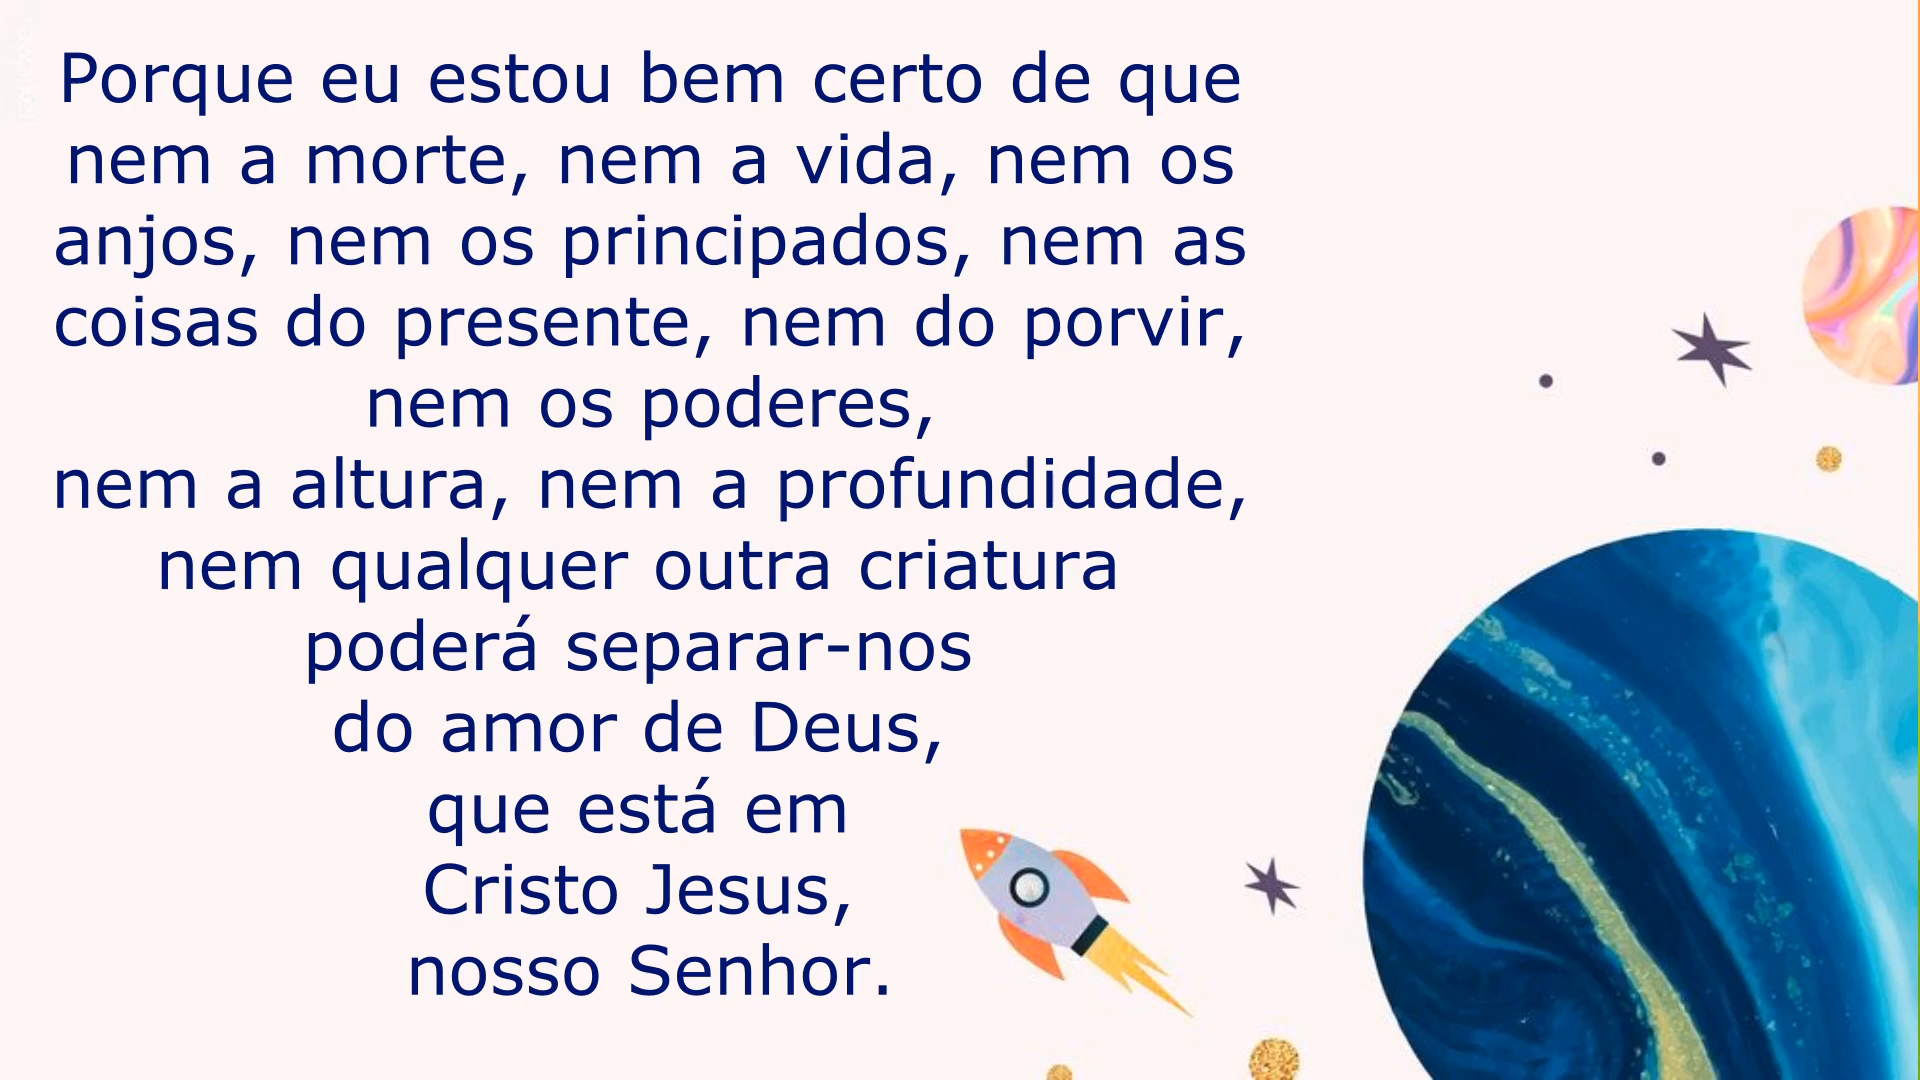 Porque eu estou bem certo de que
nem a morte, nem a vida, nem os
anjos, nem os principados, nem as
coisas do presente, nem do porvir,
nem os poderes,
nem a altura, nem a profundidade,
nem qualquer outra criatura
poderá separar-nos
do amor de Deus,
que está em
Cristo Jesus,
nosso Senhor.